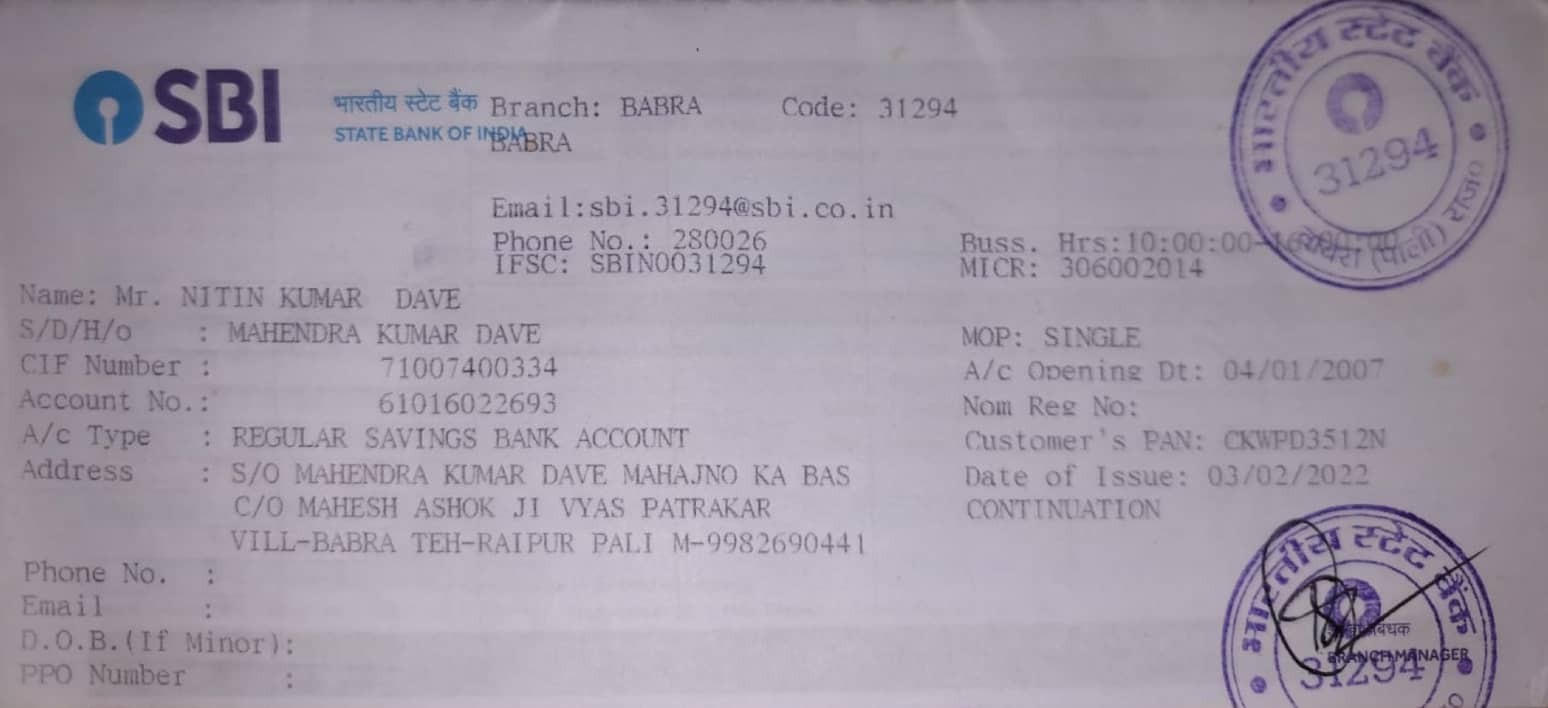 SBI भारतीय स्टेट बैंक Branch: BABRA Code: 31294
STATE BANK OF INDIA BABRA
Email:sbi.31294@sbi.co.in
Phone No.: 280026 Buss. Hrs:10:00:00-
IFSC: SBIN0031294 MICR: 306002014
भारतीय स्टेट बैंक
31294
(पाली) राज०
Name: Mr. NITIN KUMAR DAVE
S/D/H/o : MAHENDRA KUMAR DAVE MOP: SINGLE
CIF Number : 71007400334 A/c Opening Dt: 04/01/2007
Account No.: 61016022693 Nom Reg No:
A/c Type : REGULAR SAVINGS BANK ACCOUNT Customer's PAN: CKWPD3512N
Address : S/O MAHENDRA KUMAR DAVE MAHAJNO KA BAS Date of Issue: 03/02/2022
C/O MAHESH ASHOK JI VYAS PATRAKAR CONTINUATION
VILL-BABRA TEH-RAIPUR PALI M-9982690441
Phone No. :
Email :
D.O.B.(If Minor):
PPO Number :
भारतीय स्टेट बैंक
BRANCH MANAGER
31294